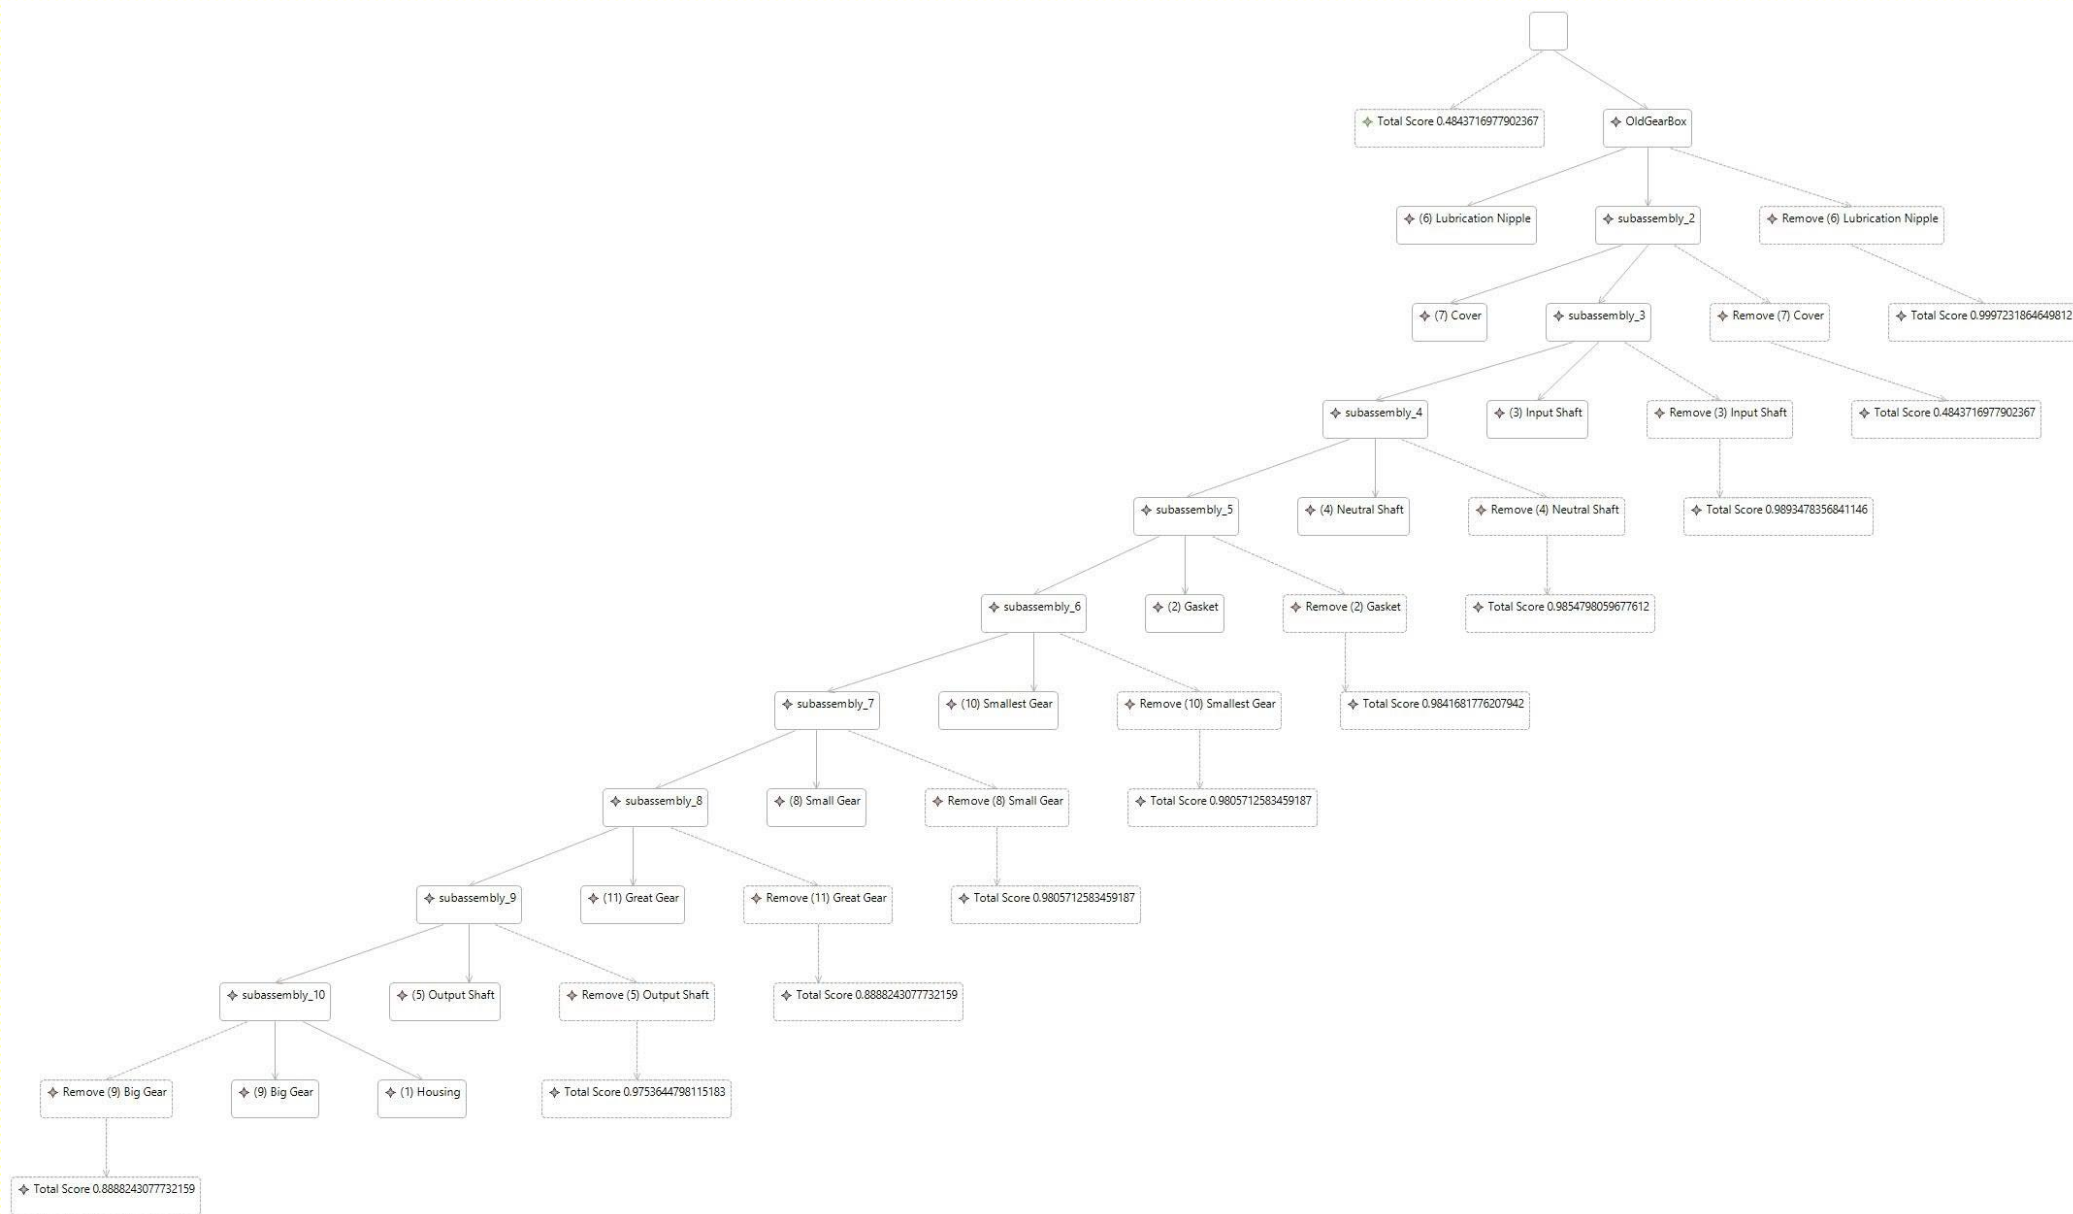 Total Score 0.4843716977902367
OldGearBox
(6) Lubrication Nipple
subassembly_2
Remove (6) Lubrication Nipple
(7) Cover
subassembly_3
Remove (7) Cover
Total Score 0.9997231864649812
subassembly_4
(3) Input Shaft
Remove (3) Input Shaft
Total Score 0.4843716977902367
subassembly_5
(4) Neutral Shaft
Remove (4) Neutral Shaft
Total Score 0.9893478356841146
subassembly_6
(2) Gasket
Remove (2) Gasket
Total Score 0.9854798059677612
subassembly_7
(10) Smallest Gear
Remove (10) Smallest Gear
Total Score 0.9841681776207942
subassembly_8
(8) Small Gear
Remove (8) Small Gear
Total Score 0.9805712583459187
subassembly_9
(11) Great Gear
Remove (11) Great Gear
Total Score 0.9805712583459187
subassembly_10
(5) Output Shaft
Remove (5) Output Shaft
Total Score 0.8888243077732159
Remove (9) Big Gear
(9) Big Gear
(1) Housing
Total Score 0.9753644798115183
Total Score 0.8888243077732159